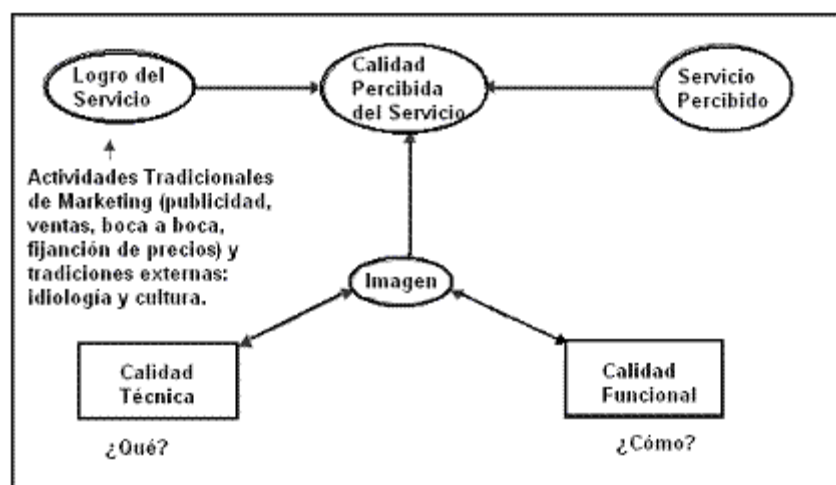 Logro del
Servicio
Calidad
Percibida
del Servicio
Servicio
Percibido
Actividades Tradicionales
de Marketing (publicidad,
ventas, boca a boca,
fijanción de precios) y
tradiciones externas:
idiología y cultura.
Imagen
Calidad
Técnica
Calidad
Funcional
¿Qué?
¿Cómo?